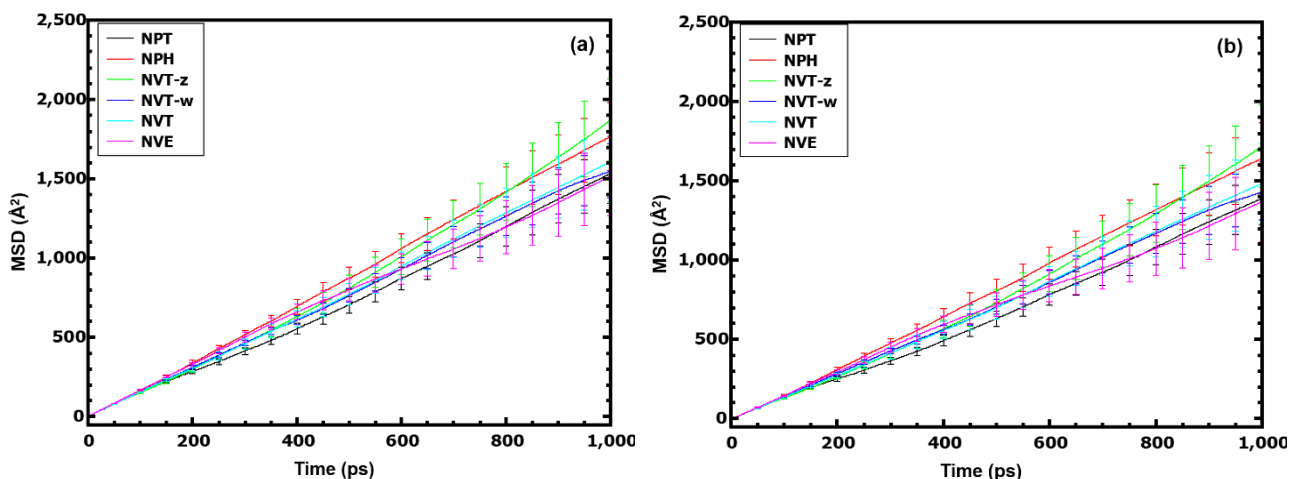 (a)
MSD (Å²)
2,500
2,000
1,500
1,000
500
0
NPT
NPH
NVT-z
NVT-w
NVT
NVE
0 200 400 600 800 1,000
Time (ps)
(b)
MSD (Å²)
2,500
2,000
1,500
1,000
500
0
NPT
NPH
NVT-z
NVT-w
NVT
NVE
0 200 400 600 800 1,000
Time (ps)